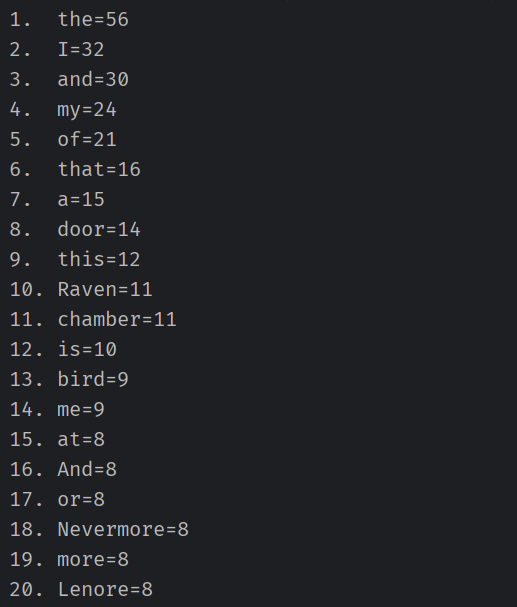 1.  the=56
2.  I=32
3.  and=30
4.  my=24
5.  of=21
6.  that=16
7.  a=15
8.  door=14
9.  this=12
10. Raven=11
11. chamber=11
12. is=10
13. bird=9
14. me=9
15. at=8
16. And=8
17. or=8
18. Nevermore=8
19. more=8
20. Lenore=8